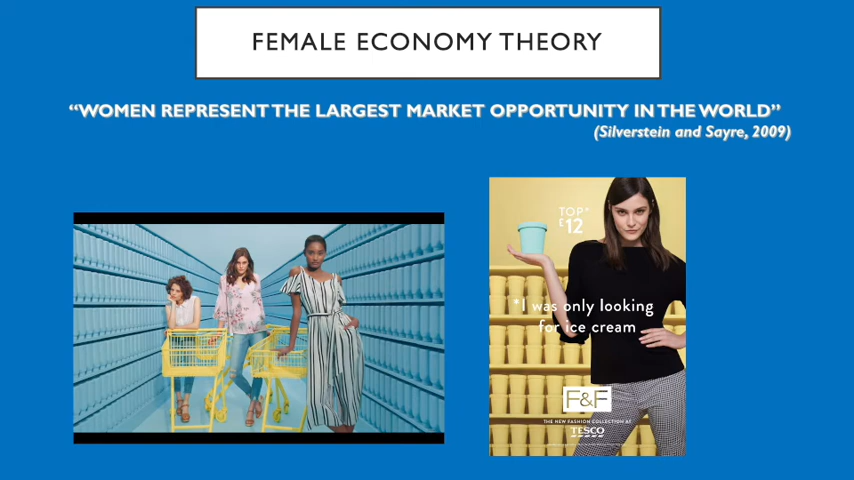 FEMALE ECONOMY THEORY
“WOMEN REPRESENT THE LARGEST MARKET OPPORTUNITY IN THE WORLD”
(Silverstein and Sayre, 2009)
TOP*
£12
*I was only looking
for ice cream
F&F
THE NEW FASHION COLLECTION AT
TESCO